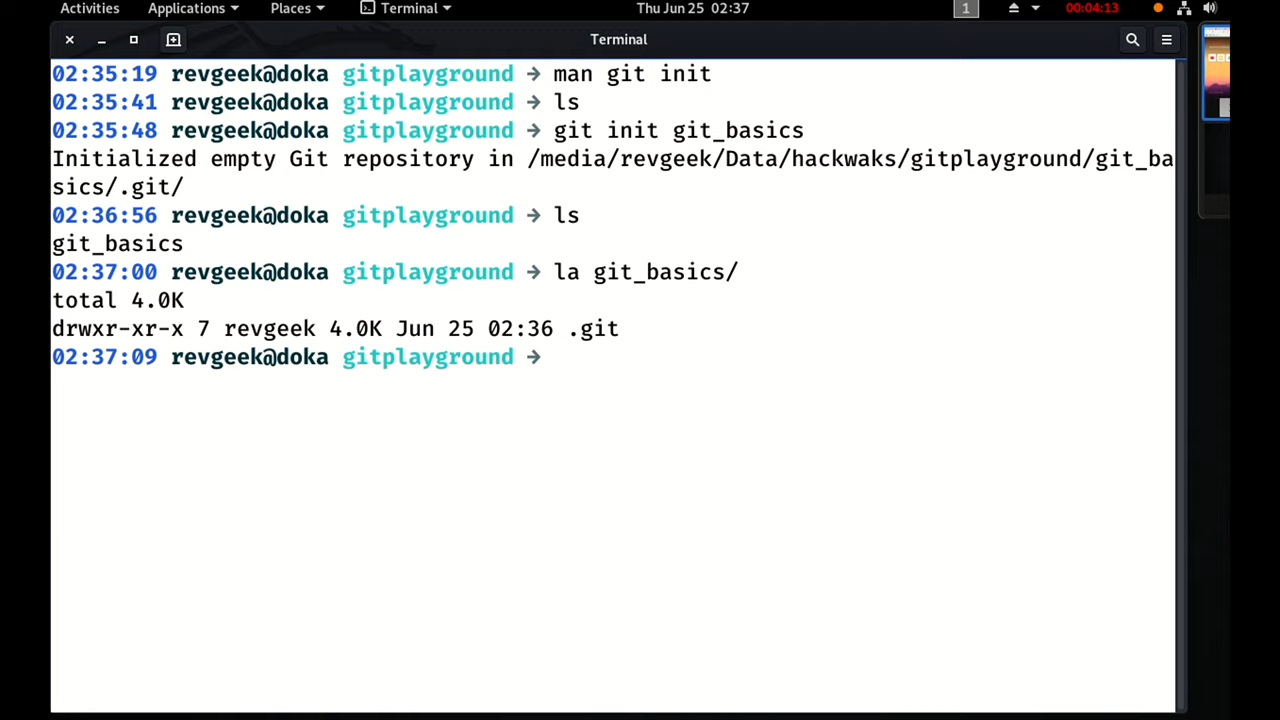 Activities Applications Places Terminal Thu Jun 25 02:37 1 00:04:13
Terminal
02:35:19 revgeek@doka gitplayground → man git init
02:35:41 revgeek@doka gitplayground → ls
02:35:48 revgeek@doka gitplayground → git init git_basics
Initialized empty Git repository in /media/revgeek/Data/hackwaks/gitplayground/git_ba
sics/.git/
02:36:56 revgeek@doka gitplayground → ls
git_basics
02:37:00 revgeek@doka gitplayground → la git_basics/
total 4.0K
drwxr-xr-x 7 revgeek 4.0K Jun 25 02:36 .git
02:37:09 revgeek@doka gitplayground →